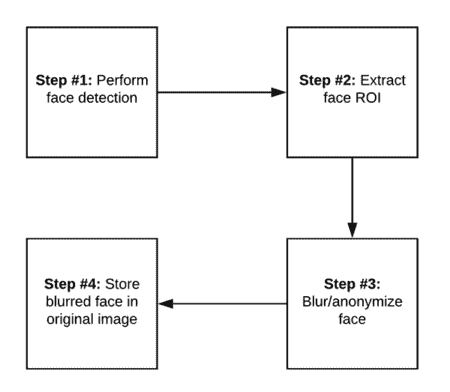 Step #1: Perform
face detection
Step #2: Extract
face ROI
Step #3:
Blur/anonymize
face
Step #4: Store
blurred face in
original image